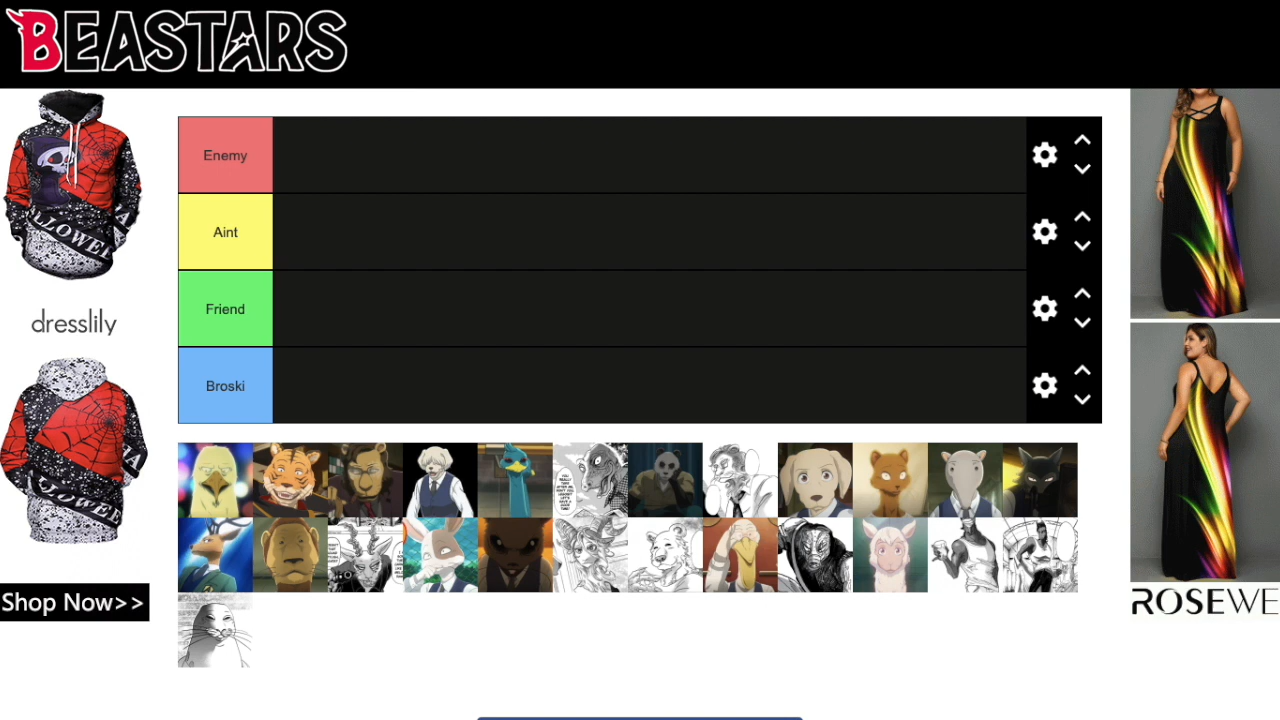 BEASTARS
Enemy
Aint
Friend
Broski
dresslily
Shop Now>>
ROSEWE